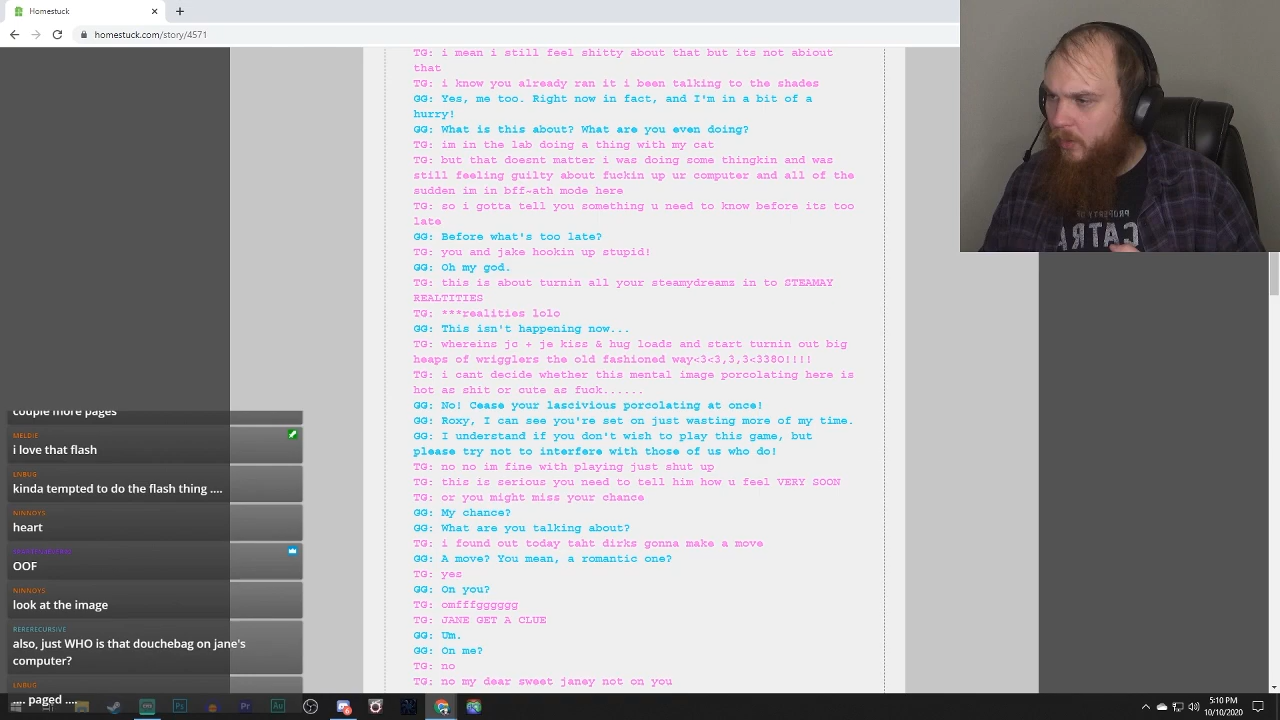 Homestuck
homestuck.com/story/4571
TG: i mean i still feel shitty about that but its not abiout
that
TG: i know you already ran it i been talking to the shades
GG: Yes, me too. Right now in fact, and I'm in a bit of a
hurry!
GG: What is this about? What are you even doing?
TG: im in the lab doing a thing with my cat
TG: but that doesnt matter i was doing some thingkin and was
still feeling guilty about fuckin up ur computer and all of the
sudden im in bff~ath mode here
TG: so i gotta tell you something u need to know before its too
late
GG: Before what's too late?
TG: you and jake hookin up stupid!
GG: Oh my god.
TG: this is about turnin all your steamydreamz in to STEAMAY
REALTITIES
TG: ***realities lolo
GG: This isn't happening now...
TG: whereins jc + je kiss & hug loads and start turnin out big
heaps of wrigglers the old fashioned way<3<3,3,3<338O!!!!
TG: i cant decide whether this mental image porcolating here is
hot as shit or cute as fuck......
GG: No! Cease your lascivious porcolating at once!
GG: Roxy, I can see you're set on just wasting more of my time.
GG: I understand if you don't wish to play this game, but
please try not to interfere with those of us who do!
TG: no no im fine with playing just shut up
TG: this is serious you need to tell him how u feel VERY SOON
TG: or you might miss your chance
GG: My chance?
GG: What are you talking about?
TG: i found out today taht dirks gonna make a move
GG: A move? You mean, a romantic one?
TG: yes
GG: On you?
TG: omfffgggggg
TG: JANE GET A CLUE
GG: Um.
GG: On me?
TG: no
TG: no my dear sweet janey not on you
PROPERTY OF
CATRA
couple more pages
MELDIE
i love that flash
LNBUG
kinda tempted to do the flash thing ....
NINNOYS
heart
OOF
NINNOYS
look at the image
RERERECURSIVE
also, just WHO is that douchebag on jane's
computer?
LNBUG
.... paged ....
Ps
Pr
Au
5:10 PM
10/10/2020